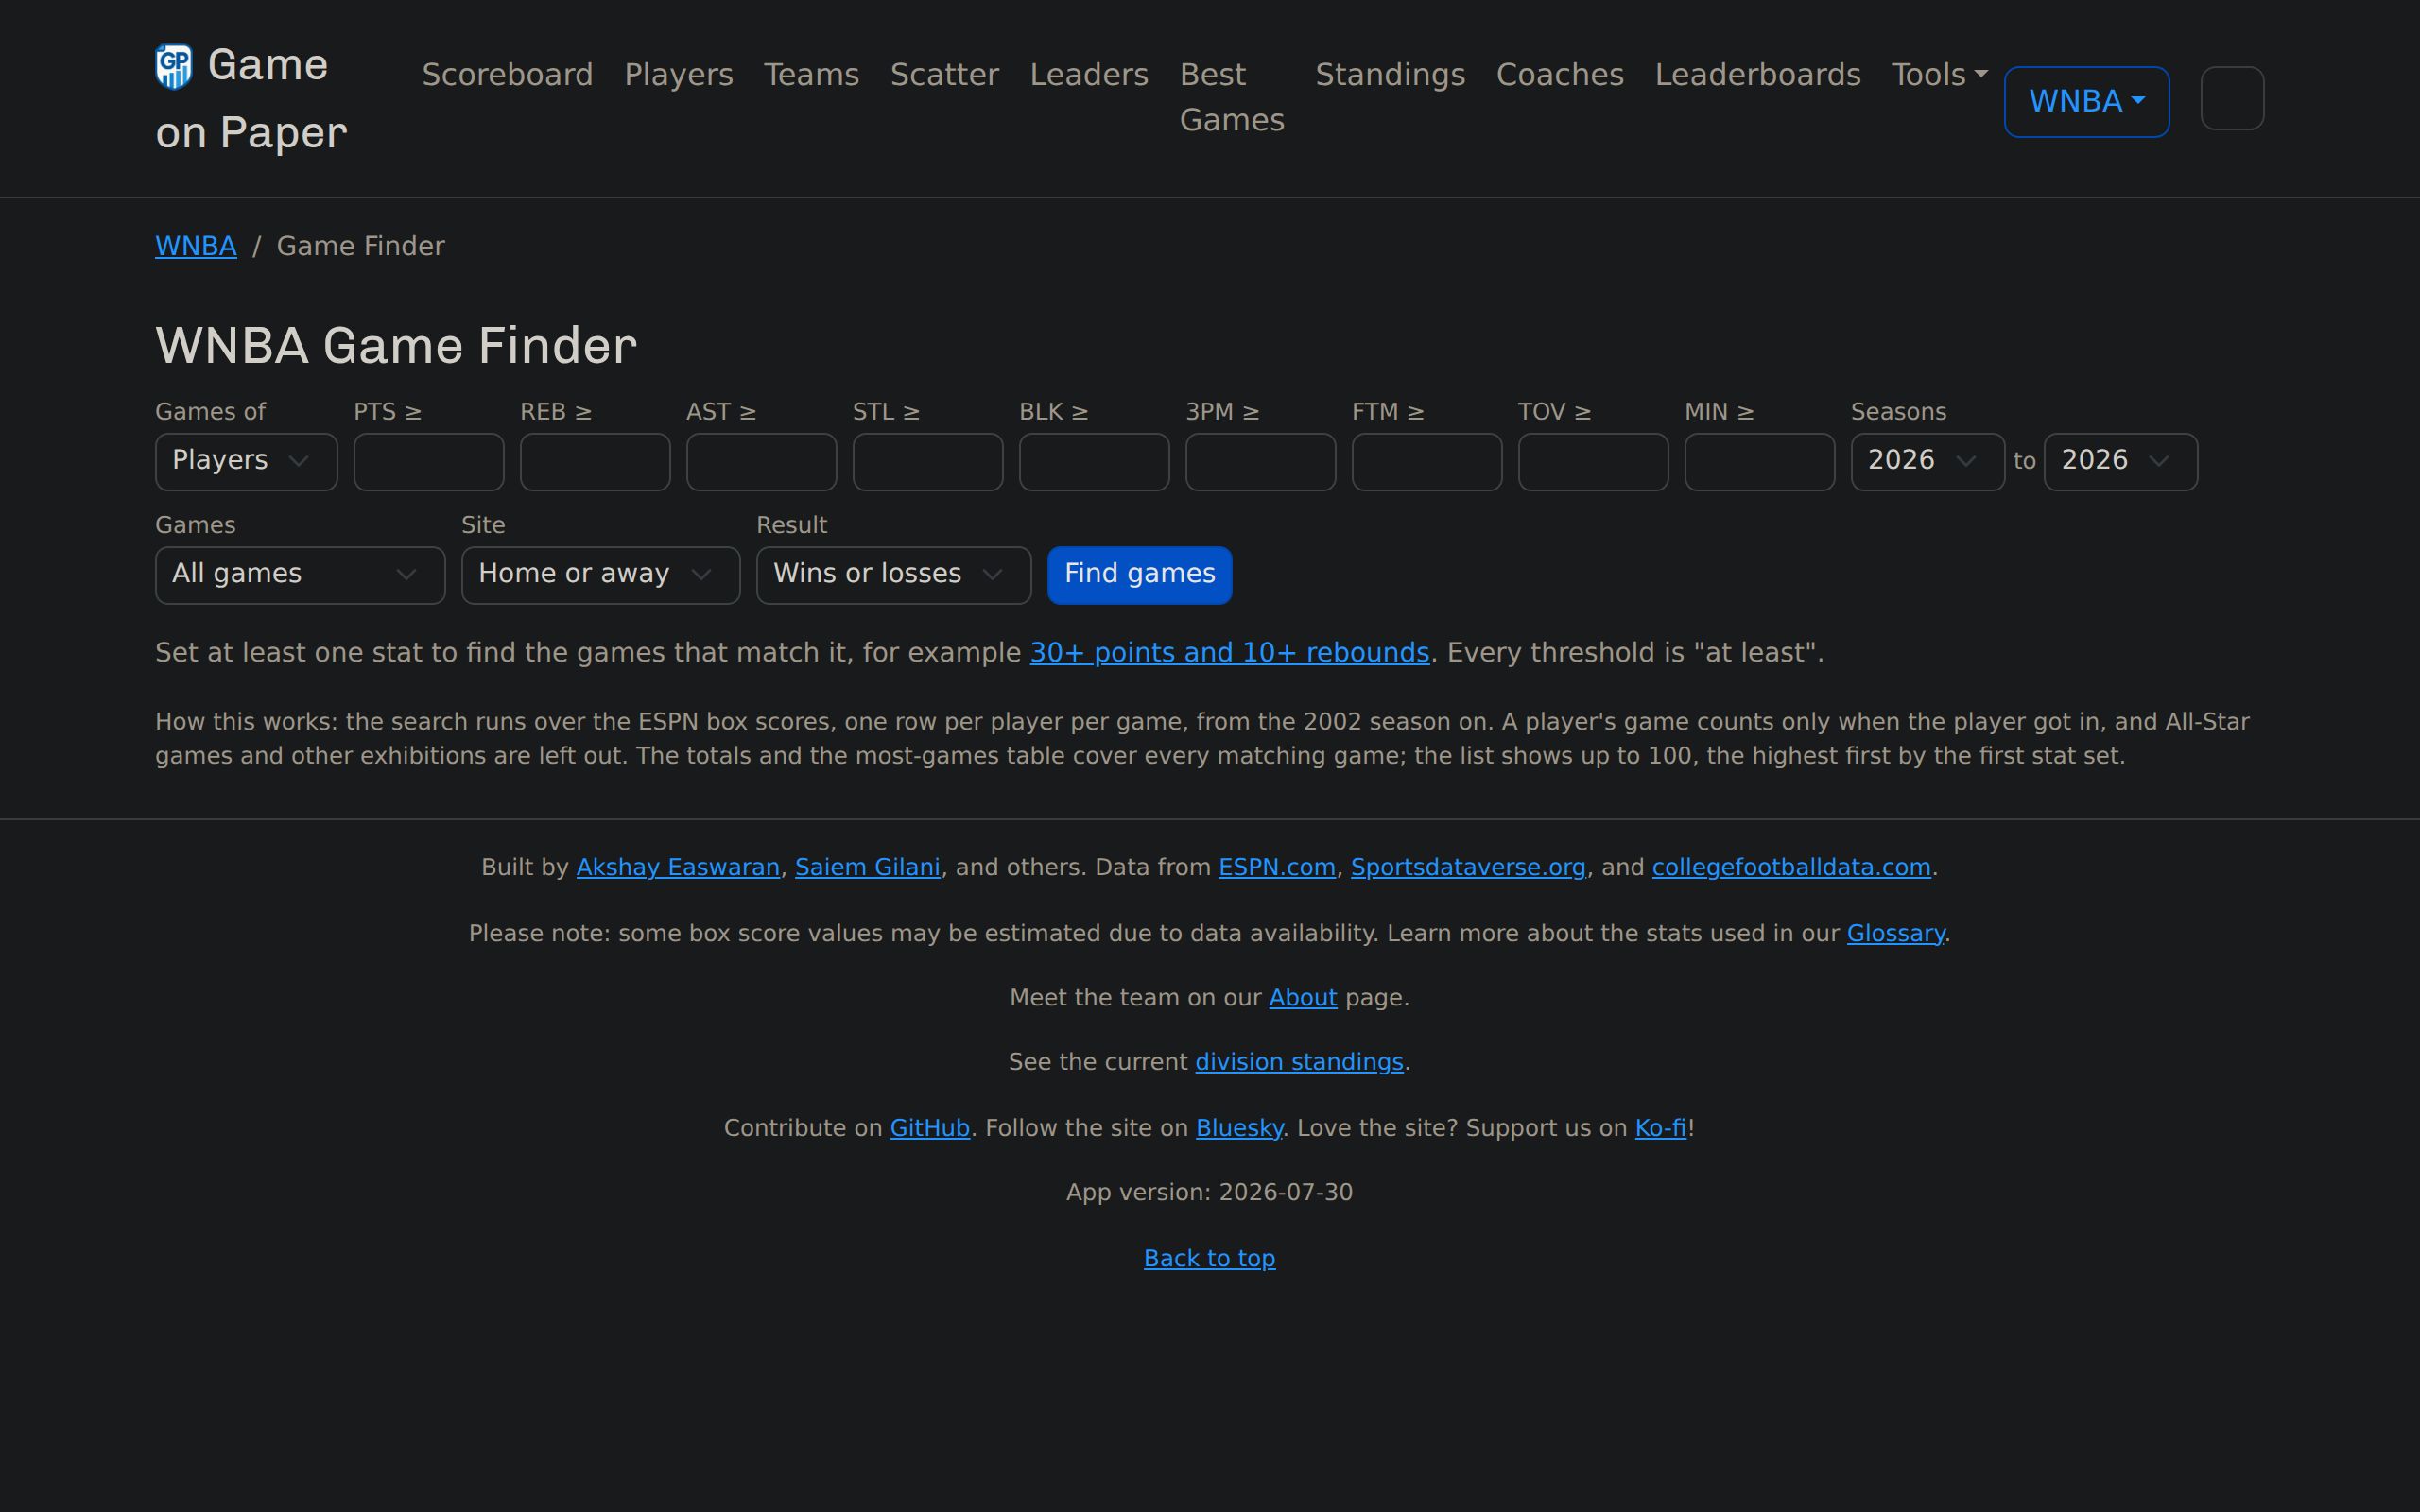 GP Game on Paper
Scoreboard Players Teams Scatter Leaders Best Games Standings Coaches Leaderboards Tools WNBA
WNBA / Game Finder
WNBA Game Finder
Games of PTS ≥ REB ≥ AST ≥ STL ≥ BLK ≥ 3PM ≥ FTM ≥ TOV ≥ MIN ≥ Seasons
Players 2026 to 2026
Games Site Result
All games Home or away Wins or losses Find games
Set at least one stat to find the games that match it, for example 30+ points and 10+ rebounds. Every threshold is "at least".
How this works: the search runs over the ESPN box scores, one row per player per game, from the 2002 season on. A player's game counts only when the player got in, and All-Star
games and other exhibitions are left out. The totals and the most-games table cover every matching game; the list shows up to 100, the highest first by the first stat set.
Built by Akshay Easwaran, Saiem Gilani, and others. Data from ESPN.com, Sportsdataverse.org, and collegefootballdata.com.
Please note: some box score values may be estimated due to data availability. Learn more about the stats used in our Glossary.
Meet the team on our About page.
See the current division standings.
Contribute on GitHub. Follow the site on Bluesky. Love the site? Support us on Ko-fi!
App version: 2026-07-30
Back to top